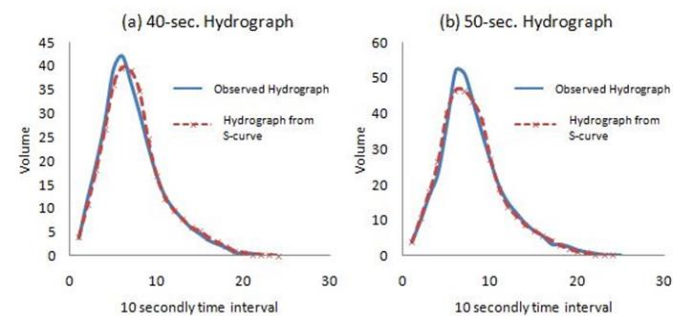 (a) 40-sec. Hydrograph
45
40
35
30
25
20
15
10
5
0
Volume
Observed Hydrograph
Hydrograph from
S-curve
0 10 20 30
10 secondly time interval
(b) 50-sec. Hydrograph
60
50
40
30
20
10
0
Volume
Observed Hydrograph
Hydrograph from
S-curve
0 10 20 30
10 secondly time interval